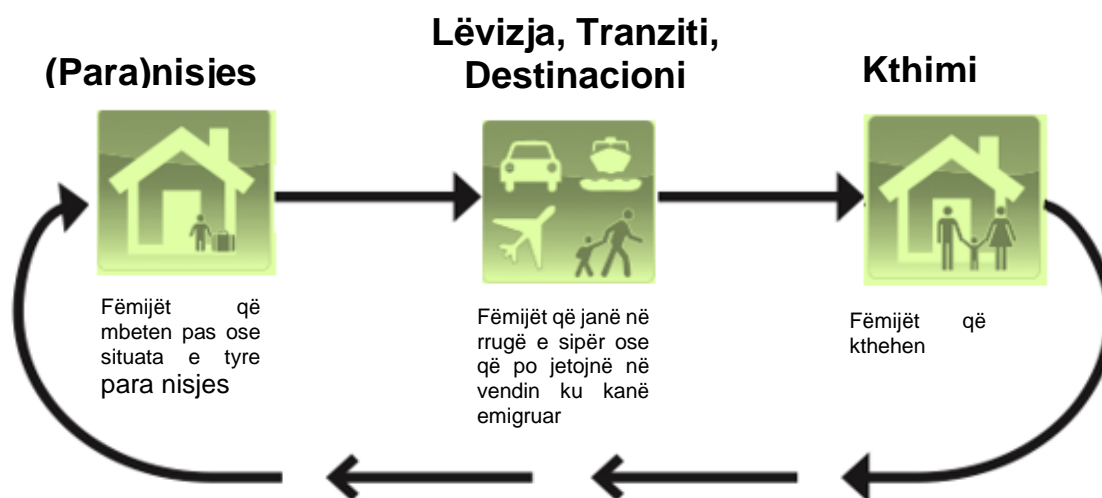 (Para)nisjes
Lëvizja, Tranziti,
Destinacioni
Kthimi
Fëmijët që
mbeten pas ose
situata e tyre
para nisjes
Fëmijët që janë në
rrugë e sipër ose
që po jetojnë në
vendin ku kanë
emigruar
Fëmijët që
kthehen